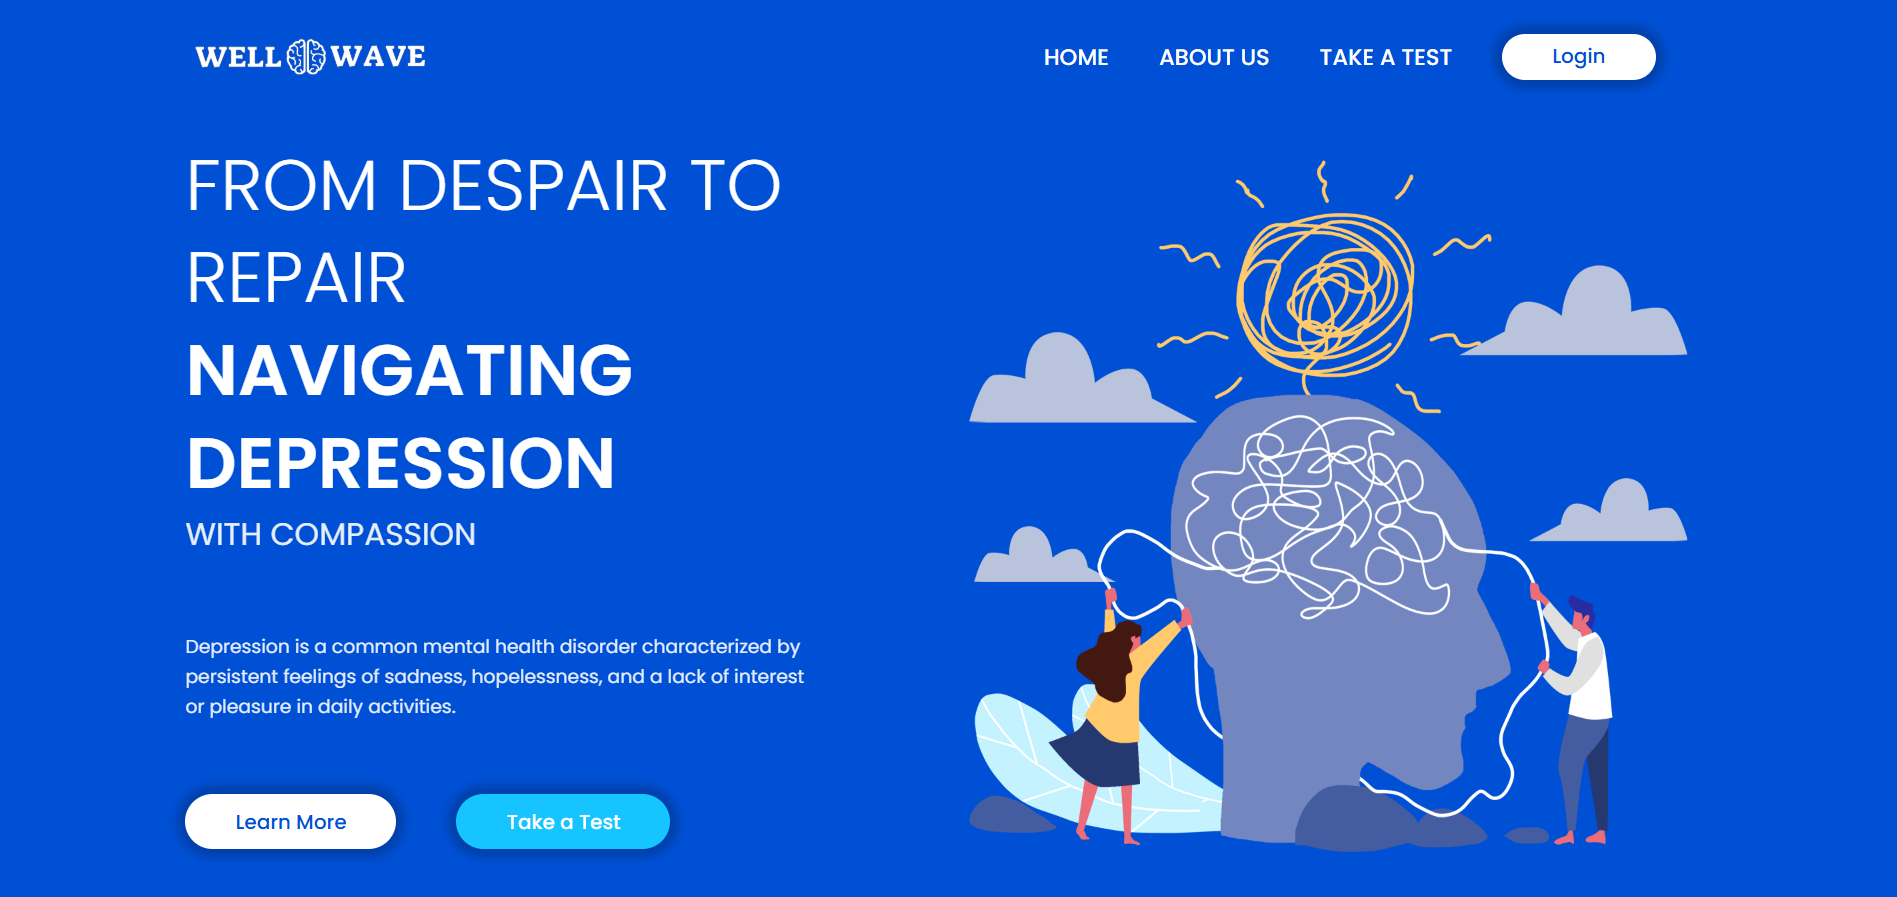 WELL WAVE
HOME ABOUT US TAKE A TEST Login
FROM DESPAIR TO
REPAIR
NAVIGATING
DEPRESSION
WITH COMPASSION
Depression is a common mental health disorder characterized by
persistent feelings of sadness, hopelessness, and a lack of interest
or pleasure in daily activities.
Learn More Take a Test